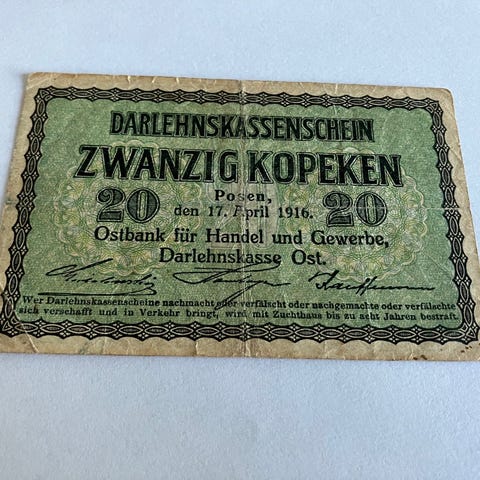 DARLEHNSKASSENSCHEIN
ZWANZIG KOPEKEN
Posen,
20 den 17. April 1916. 20
Ostbank für Handel und Gewerbe,
Darlehnskasse Ost.
Wer Darlehnskassenscheine nachmacht oder verfälscht oder nachgemachte oder verfälschte
sich verschafft und in Verkehr bringt, wird mit Zuchthaus bis zu acht Jahren bestraft.